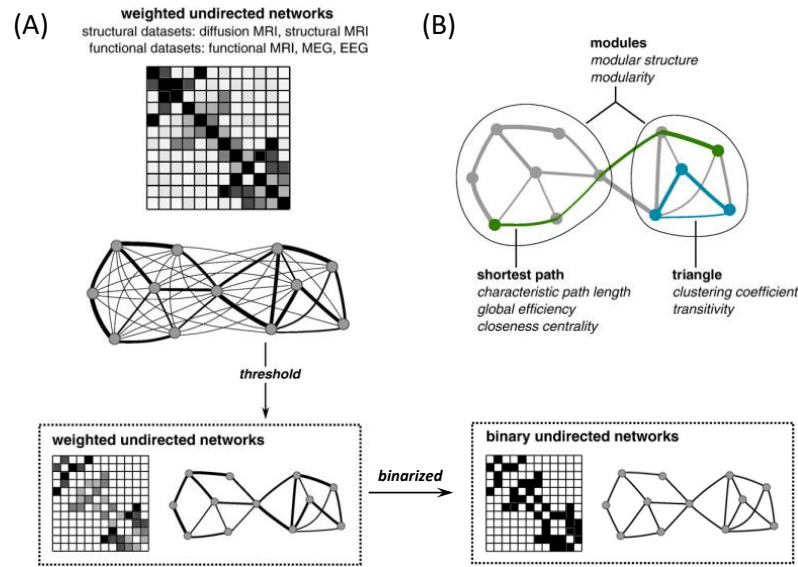 (A)
weighted undirected networks
structural datasets: diffusion MRI, structural MRI
functional datasets: functional MRI, MEG, EEG
threshold
weighted undirected networks
binarized
(B)
modules
modular structure
modularity
shortest path
characteristic path length
global efficiency
closeness centrality
triangle
clustering coefficient
transitivity
binary undirected networks